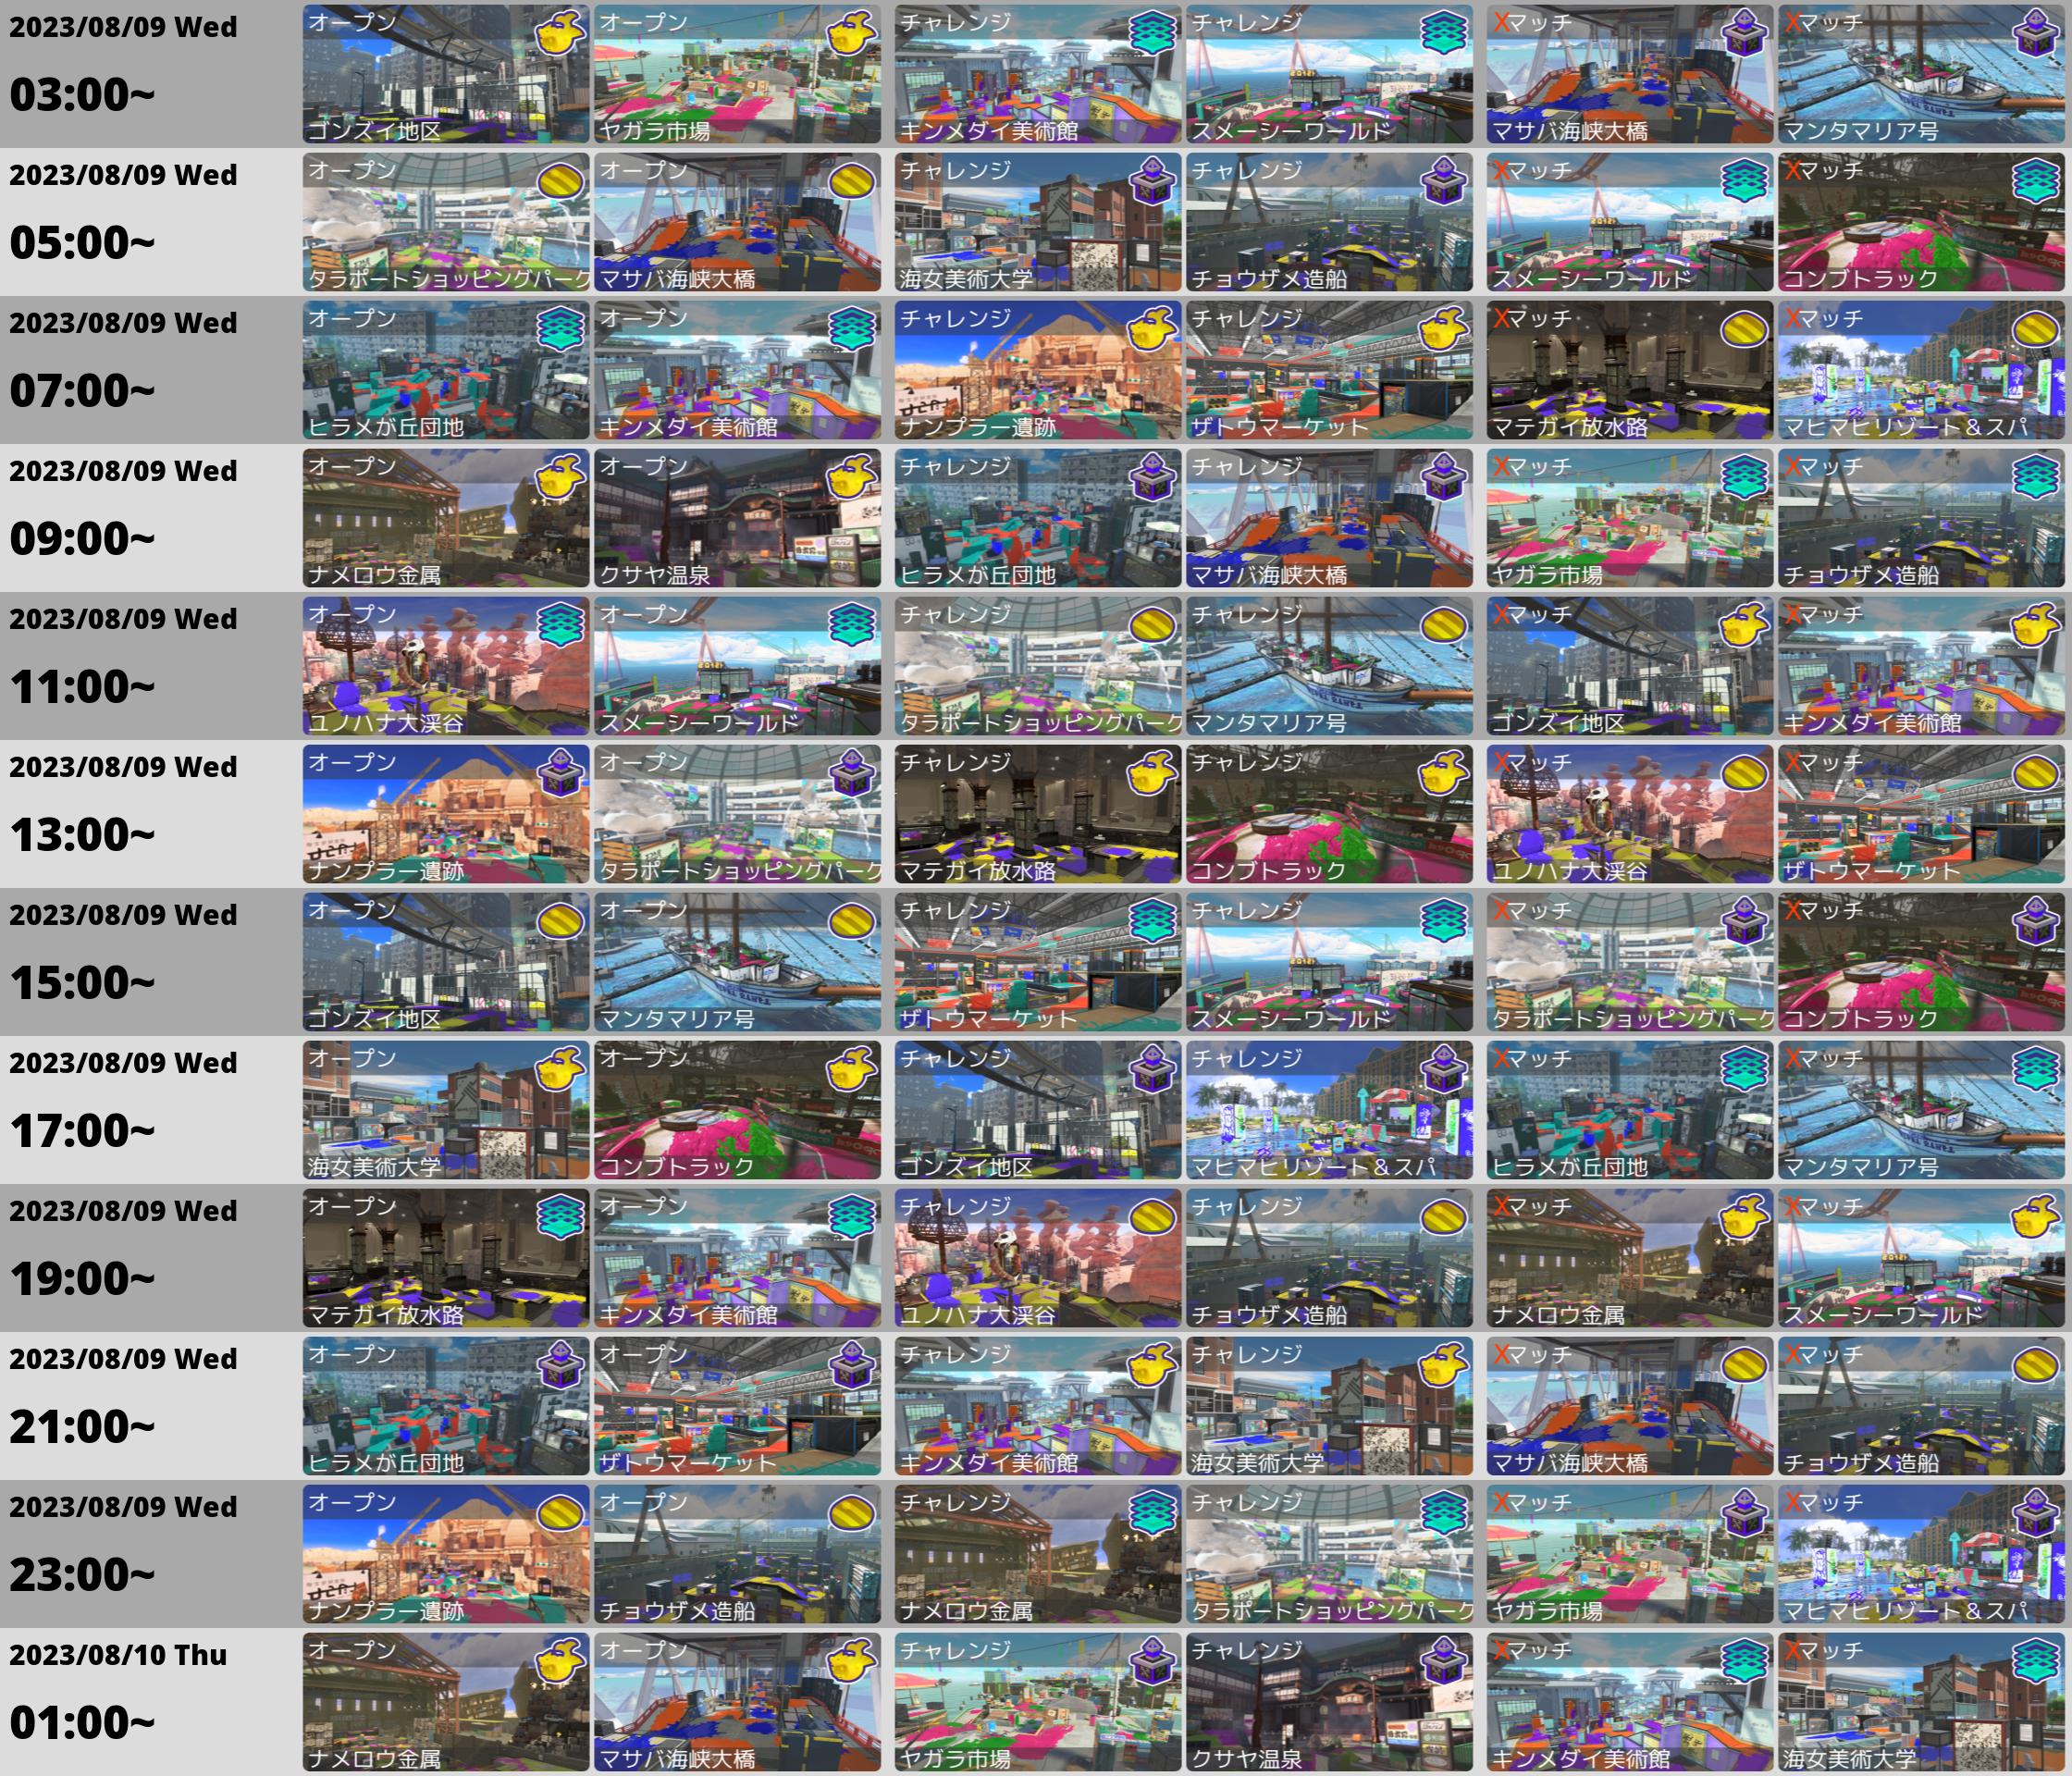 2023/08/09 Wed
03:00~
オープン オープン チャレンジ チャレンジ Xマッチ Xマッチ
ゴンズイ地区 ヤガラ市場 キンメダイ美術館 スメーシーワールド マサバ海峡大橋 マンタマリア号
2023/08/09 Wed
05:00~
オープン オープン チャレンジ チャレンジ Xマッチ Xマッチ
タラポートショッピングパーク マサバ海峡大橋 海女美術大学 チョウザメ造船 スメーシーワールド コンブトラック
2023/08/09 Wed
07:00~
オープン オープン チャレンジ チャレンジ Xマッチ Xマッチ
ヒラメが丘団地 キンメダイ美術館 ナンプラー遺跡 ザトウマーケット マテガイ放水路 マヒマヒリゾート＆スパ
2023/08/09 Wed
09:00~
オープン オープン チャレンジ チャレンジ Xマッチ Xマッチ
ナメロウ金属 クサヤ温泉 ヒラメが丘団地 マサバ海峡大橋 ヤガラ市場 チョウザメ造船
2023/08/09 Wed
11:00~
オープン オープン チャレンジ チャレンジ Xマッチ Xマッチ
ユノハナ大渓谷 スメーシーワールド タラポートショッピングパーク マンタマリア号 ゴンズイ地区 キンメダイ美術館
2023/08/09 Wed
13:00~
オープン オープン チャレンジ チャレンジ Xマッチ Xマッチ
ナンプラー遺跡 タラポートショッピングパーク マテガイ放水路 コンブトラック ユノハナ大渓谷 ザトウマーケット
2023/08/09 Wed
15:00~
オープン オープン チャレンジ チャレンジ Xマッチ Xマッチ
ゴンズイ地区 マンタマリア号 ザトウマーケット スメーシーワールド タラポートショッピングパーク コンブトラック
2023/08/09 Wed
17:00~
オープン オープン チャレンジ チャレンジ Xマッチ Xマッチ
海女美術大学 コンブトラック ゴンズイ地区 マヒマヒリゾート＆スパ ヒラメが丘団地 マンタマリア号
2023/08/09 Wed
19:00~
オープン オープン チャレンジ チャレンジ Xマッチ Xマッチ
マテガイ放水路 キンメダイ美術館 ユノハナ大渓谷 チョウザメ造船 ナメロウ金属 スメーシーワールド
2023/08/09 Wed
21:00~
オープン オープン チャレンジ チャレンジ Xマッチ Xマッチ
ヒラメが丘団地 ザトウマーケット キンメダイ美術館 海女美術大学 マサバ海峡大橋 チョウザメ造船
2023/08/09 Wed
23:00~
オープン オープン チャレンジ チャレンジ Xマッチ Xマッチ
ナンプラー遺跡 チョウザメ造船 ナメロウ金属 タラポートショッピングパーク ヤガラ市場 マヒマヒリゾート＆スパ
2023/08/10 Thu
01:00~
オープン オープン チャレンジ チャレンジ Xマッチ Xマッチ
ナメロウ金属 マサバ海峡大橋 ヤガラ市場 クサヤ温泉 キンメダイ美術館 海女美術大学